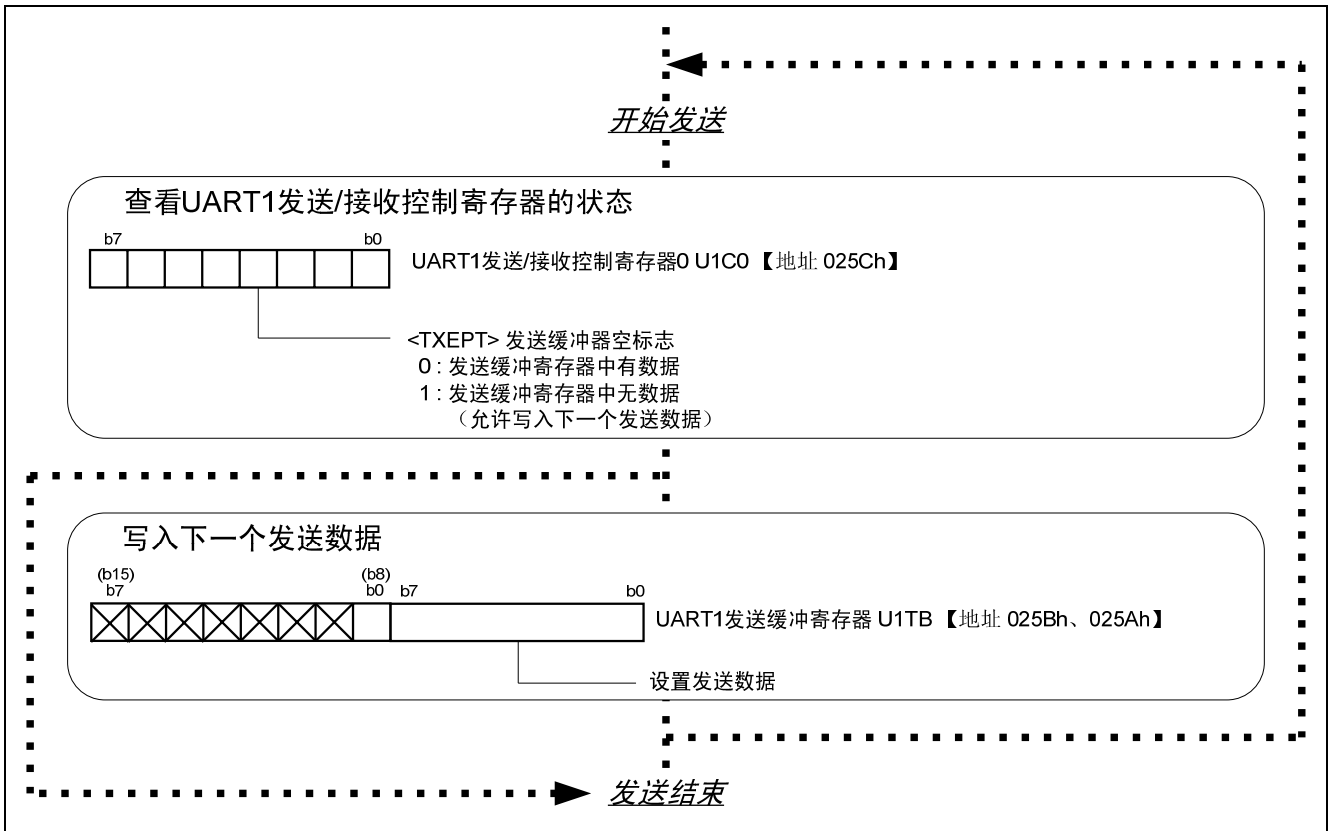 开始发送
查看UART1发送/接收控制寄存器的状态
b7 b0
UART1发送/接收控制寄存器0 U1C0 【地址 025Ch】
<TXEPT> 发送缓冲器空标志
0 : 发送缓冲寄存器中有数据
1 : 发送缓冲寄存器中无数据
（允许写入下一个发送数据）
写入下一个发送数据
(b15) (b8)
b7 b0 b7 b0
UART1发送缓冲寄存器 U1TB 【地址 025Bh、025Ah】
设置发送数据
发送结束